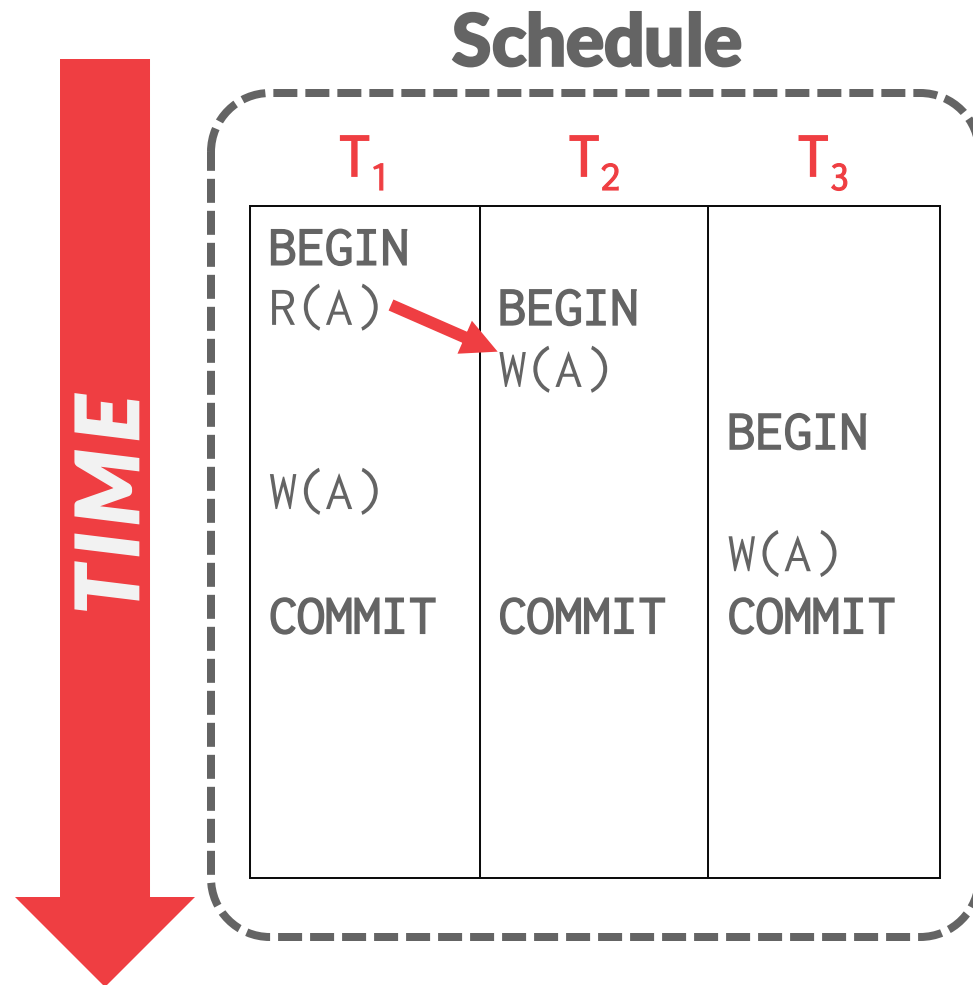 Schedule
TIME
T₁ T₂ T₃
BEGIN
R(A) BEGIN
W(A)
BEGIN
W(A)
W(A)
COMMIT COMMIT COMMIT